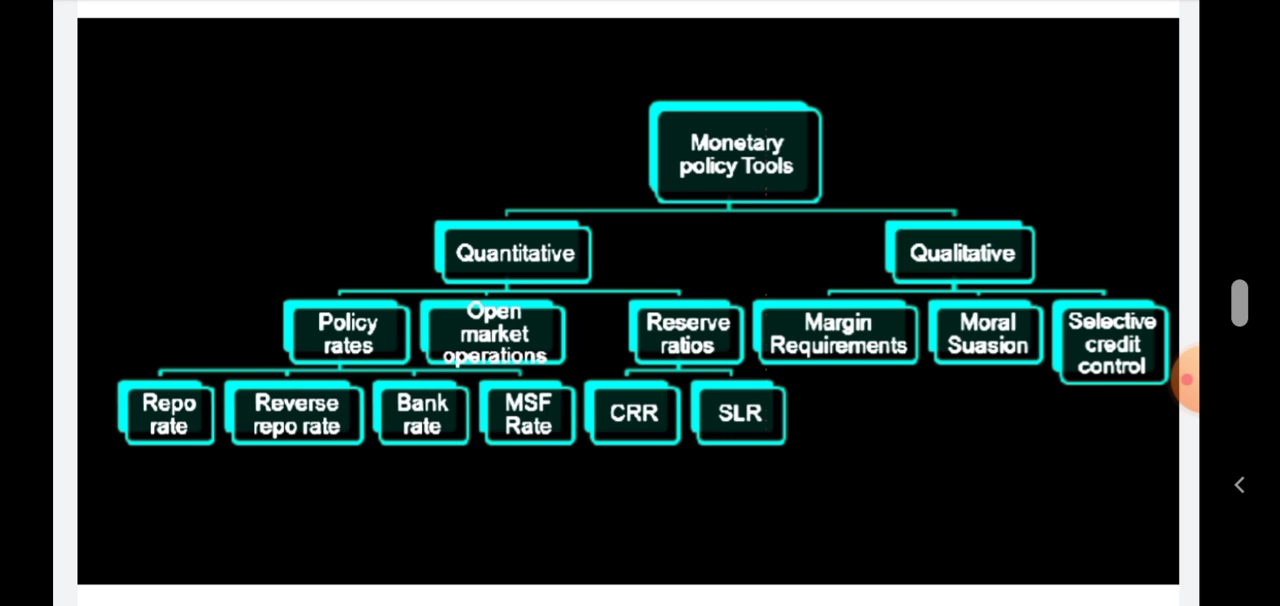 Monetary
policy Tools
Quantitative
Qualitative
Policy
rates
Open
market
operations
Reserve
ratios
Margin
Requirements
Moral
Suasion
Selective
credit
control
Repo
rate
Reverse
repo rate
Bank
rate
MSF
Rate
CRR
SLR